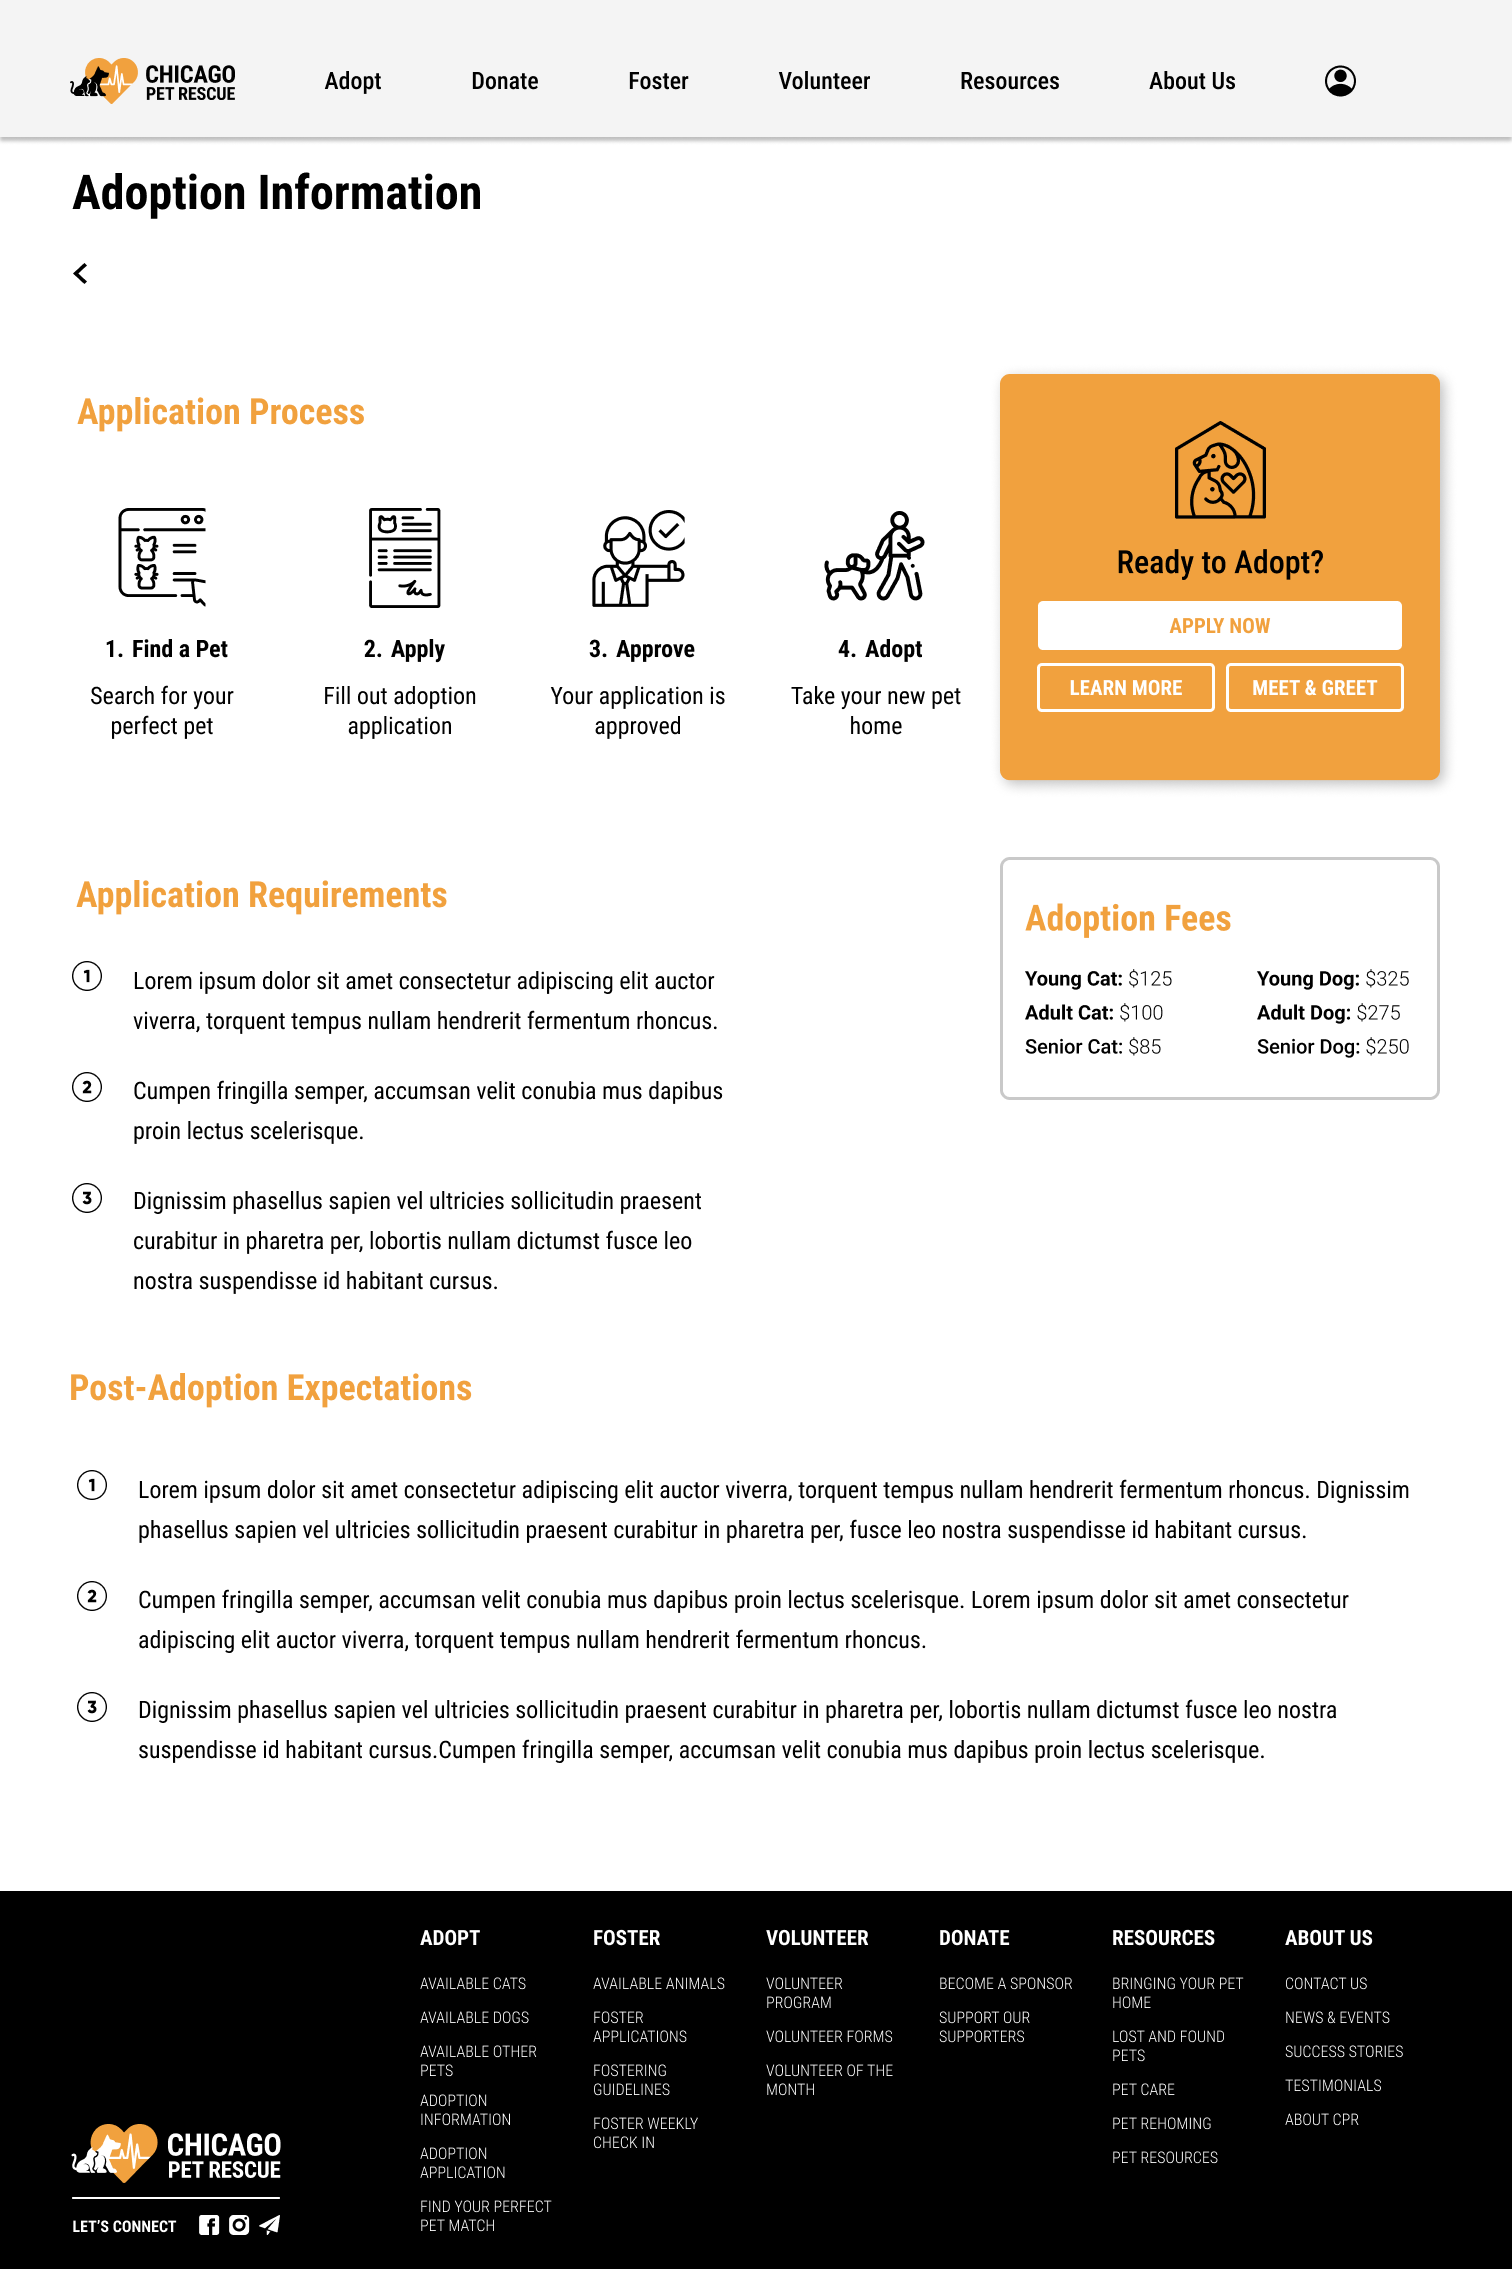 CHICAGO
PET RESCUE
Adopt
Donate
Foster
Volunteer
Resources
About Us
Adoption Information
Application Process
1. Find a Pet
Search for your
perfect pet
2. Apply
Fill out adoption
application
3. Approve
Your application is
approved
4. Adopt
Take your new pet
home
Ready to Adopt?
APPLY NOW
LEARN MORE
MEET & GREET
Application Requirements
1
Lorem ipsum dolor sit amet consectetur adipiscing elit auctor
viverra, torquent tempus nullam hendrerit fermentum rhoncus.
2
Cumpen fringilla semper, accumsan velit conubia mus dapibus
proin lectus scelerisque.
3
Dignissim phasellus sapien vel ultricies sollicitudin praesent
curabitur in pharetra per, lobortis nullam dictumst fusce leo
nostra suspendisse id habitant cursus.
Adoption Fees
Young Cat: $125
Adult Cat: $100
Senior Cat: $85
Young Dog: $325
Adult Dog: $275
Senior Dog: $250
Post-Adoption Expectations
1
Lorem ipsum dolor sit amet consectetur adipiscing elit auctor viverra, torquent tempus nullam hendrerit fermentum rhoncus. Dignissim
phasellus sapien vel ultricies sollicitudin praesent curabitur in pharetra per, fusce leo nostra suspendisse id habitant cursus.
2
Cumpen fringilla semper, accumsan velit conubia mus dapibus proin lectus scelerisque. Lorem ipsum dolor sit amet consectetur
adipiscing elit auctor viverra, torquent tempus nullam hendrerit fermentum rhoncus.
3
Dignissim phasellus sapien vel ultricies sollicitudin praesent curabitur in pharetra per, lobortis nullam dictumst fusce leo nostra
suspendisse id habitant cursus.Cumpen fringilla semper, accumsan velit conubia mus dapibus proin lectus scelerisque.
CHICAGO
PET RESCUE
LET'S CONNECT
ADOPT
AVAILABLE CATS
AVAILABLE DOGS
AVAILABLE OTHER
PETS
ADOPTION
INFORMATION
ADOPTION
APPLICATION
FIND YOUR PERFECT
PET MATCH
FOSTER
AVAILABLE ANIMALS
FOSTER
APPLICATIONS
FOSTERING
GUIDELINES
FOSTER WEEKLY
CHECK IN
VOLUNTEER
VOLUNTEER
PROGRAM
VOLUNTEER FORMS
VOLUNTEER OF THE
MONTH
DONATE
BECOME A SPONSOR
SUPPORT OUR
SUPPORTERS
RESOURCES
BRINGING YOUR PET
HOME
LOST AND FOUND
PETS
PET CARE
PET REHOMING
PET RESOURCES
ABOUT US
CONTACT US
NEWS & EVENTS
SUCCESS STORIES
TESTIMONIALS
ABOUT CPR